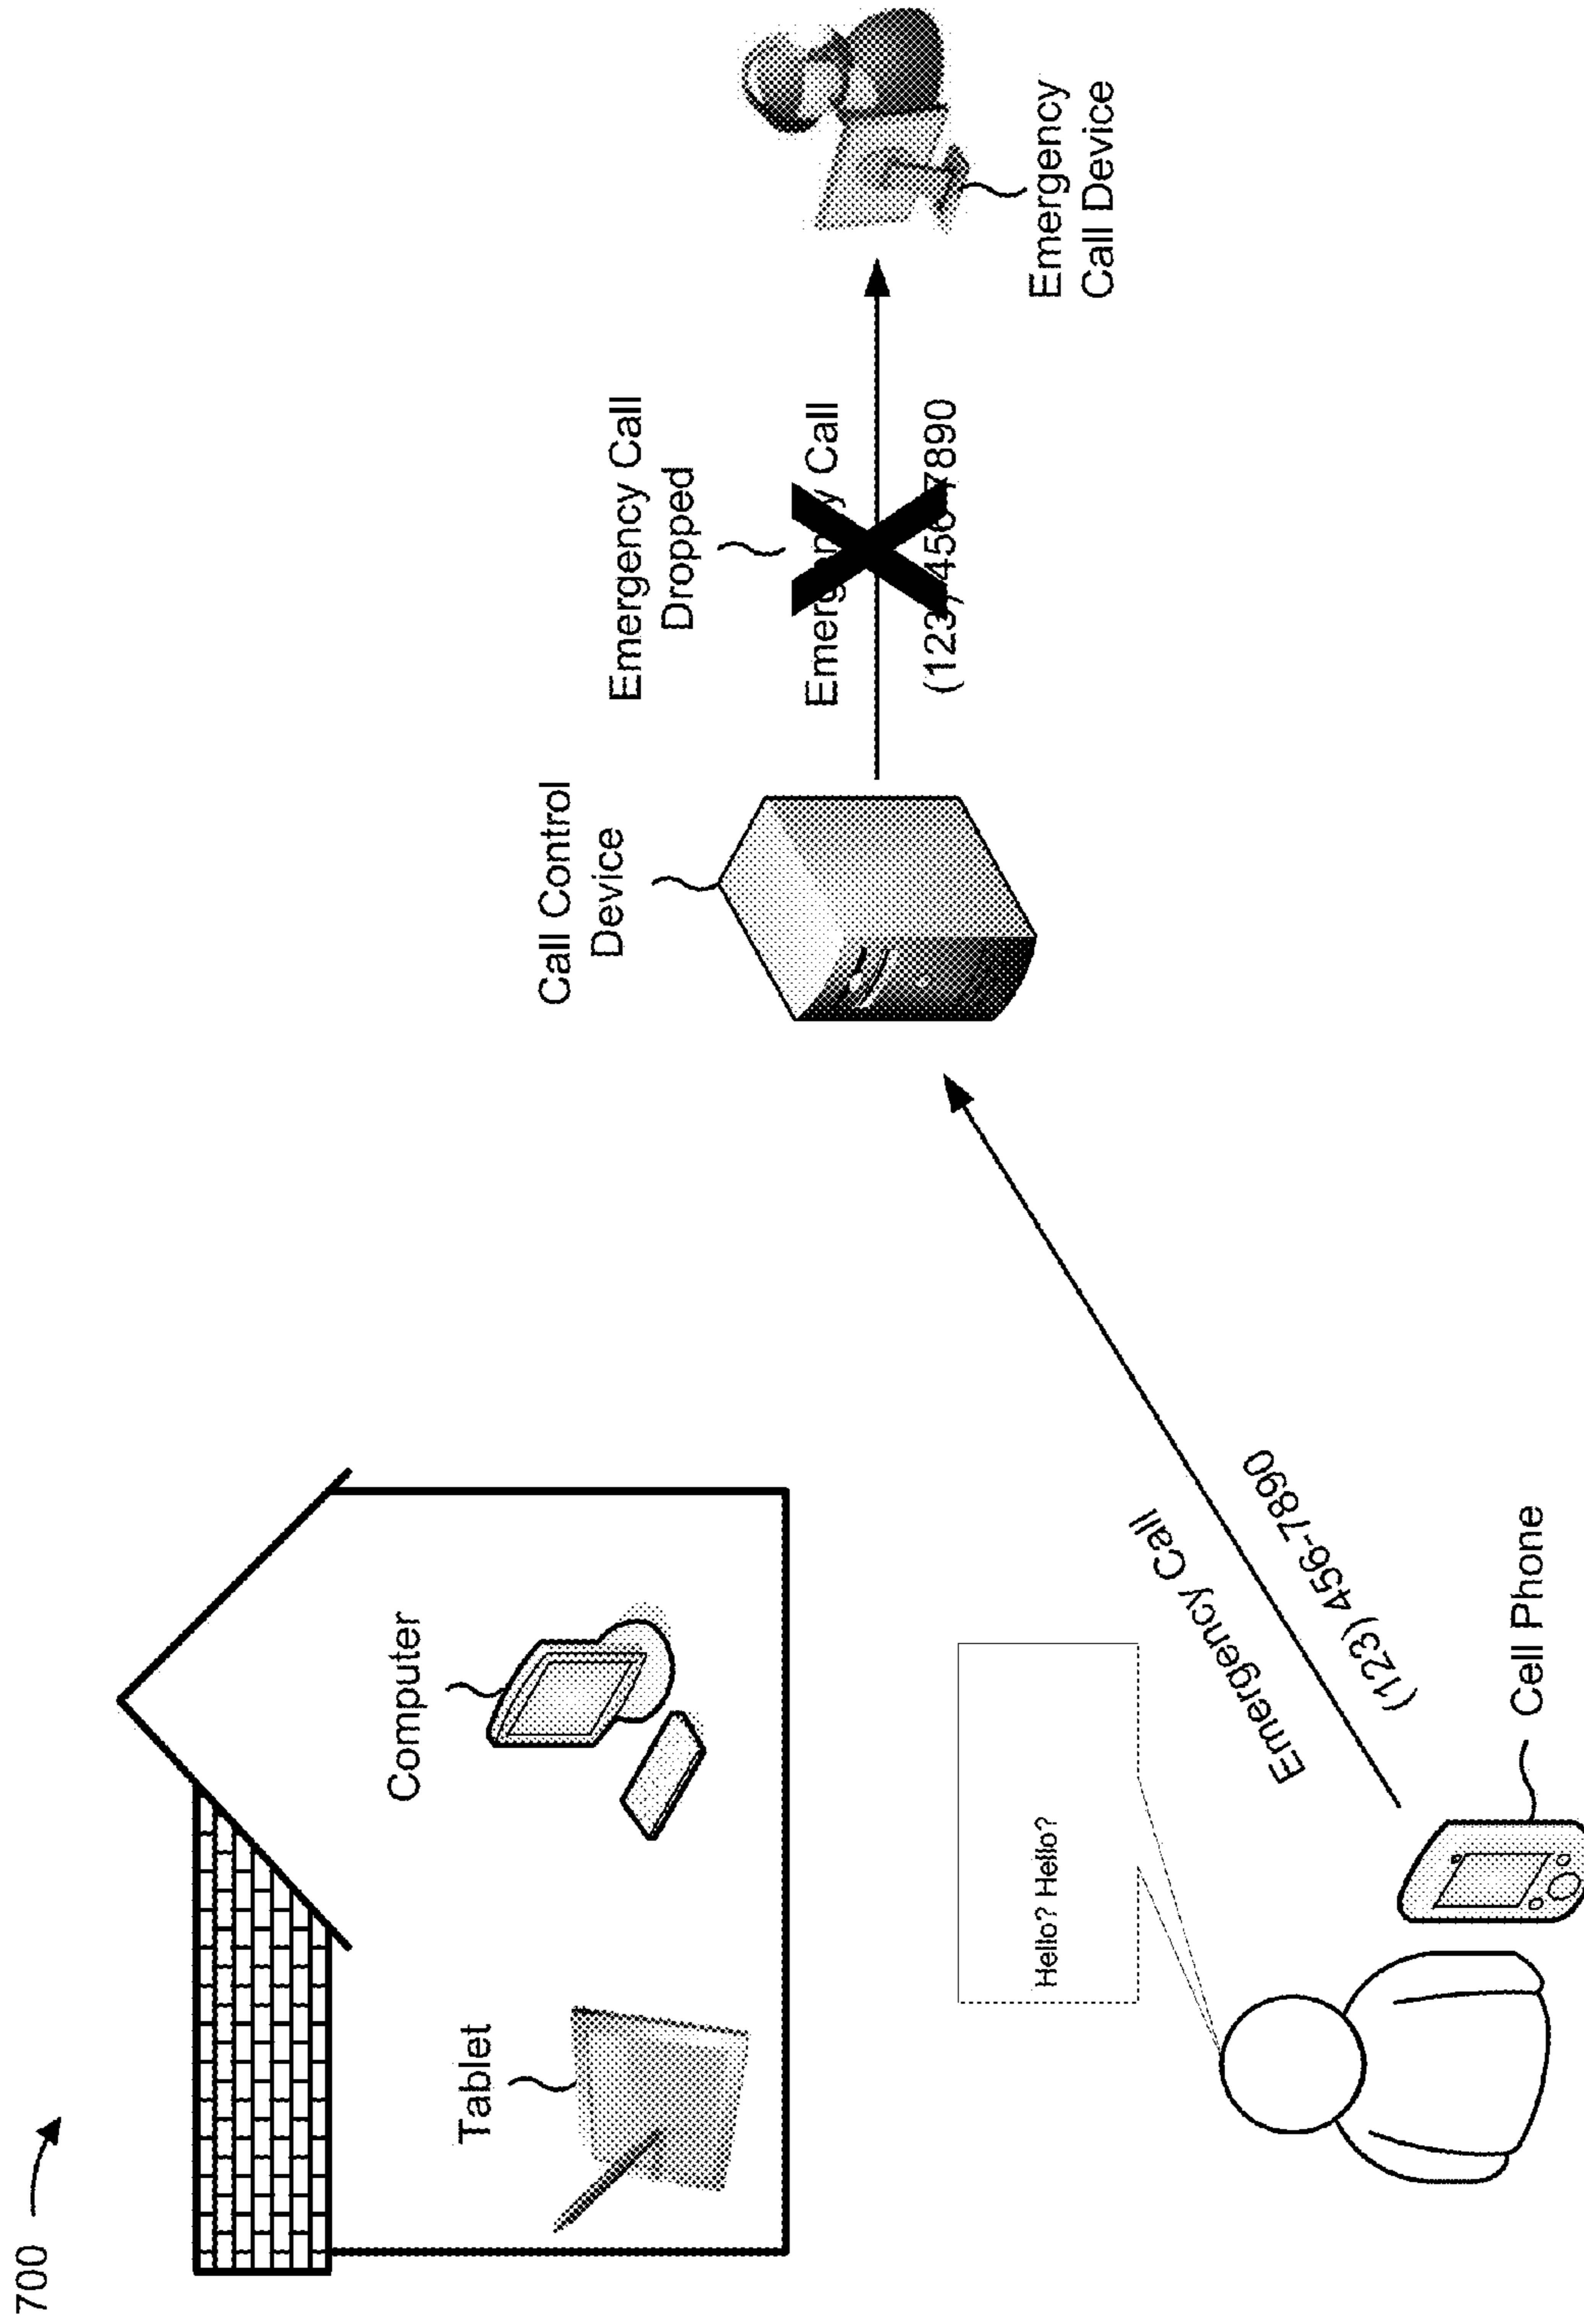 700
Tablet
Computer
Call Control
Device
Emergency Call
Dropped
Emergency Call
(123) 456-7890
Emergency
Call Device
Hello? Hello?
Emergency Call
(123) 456-7890
Cell Phone